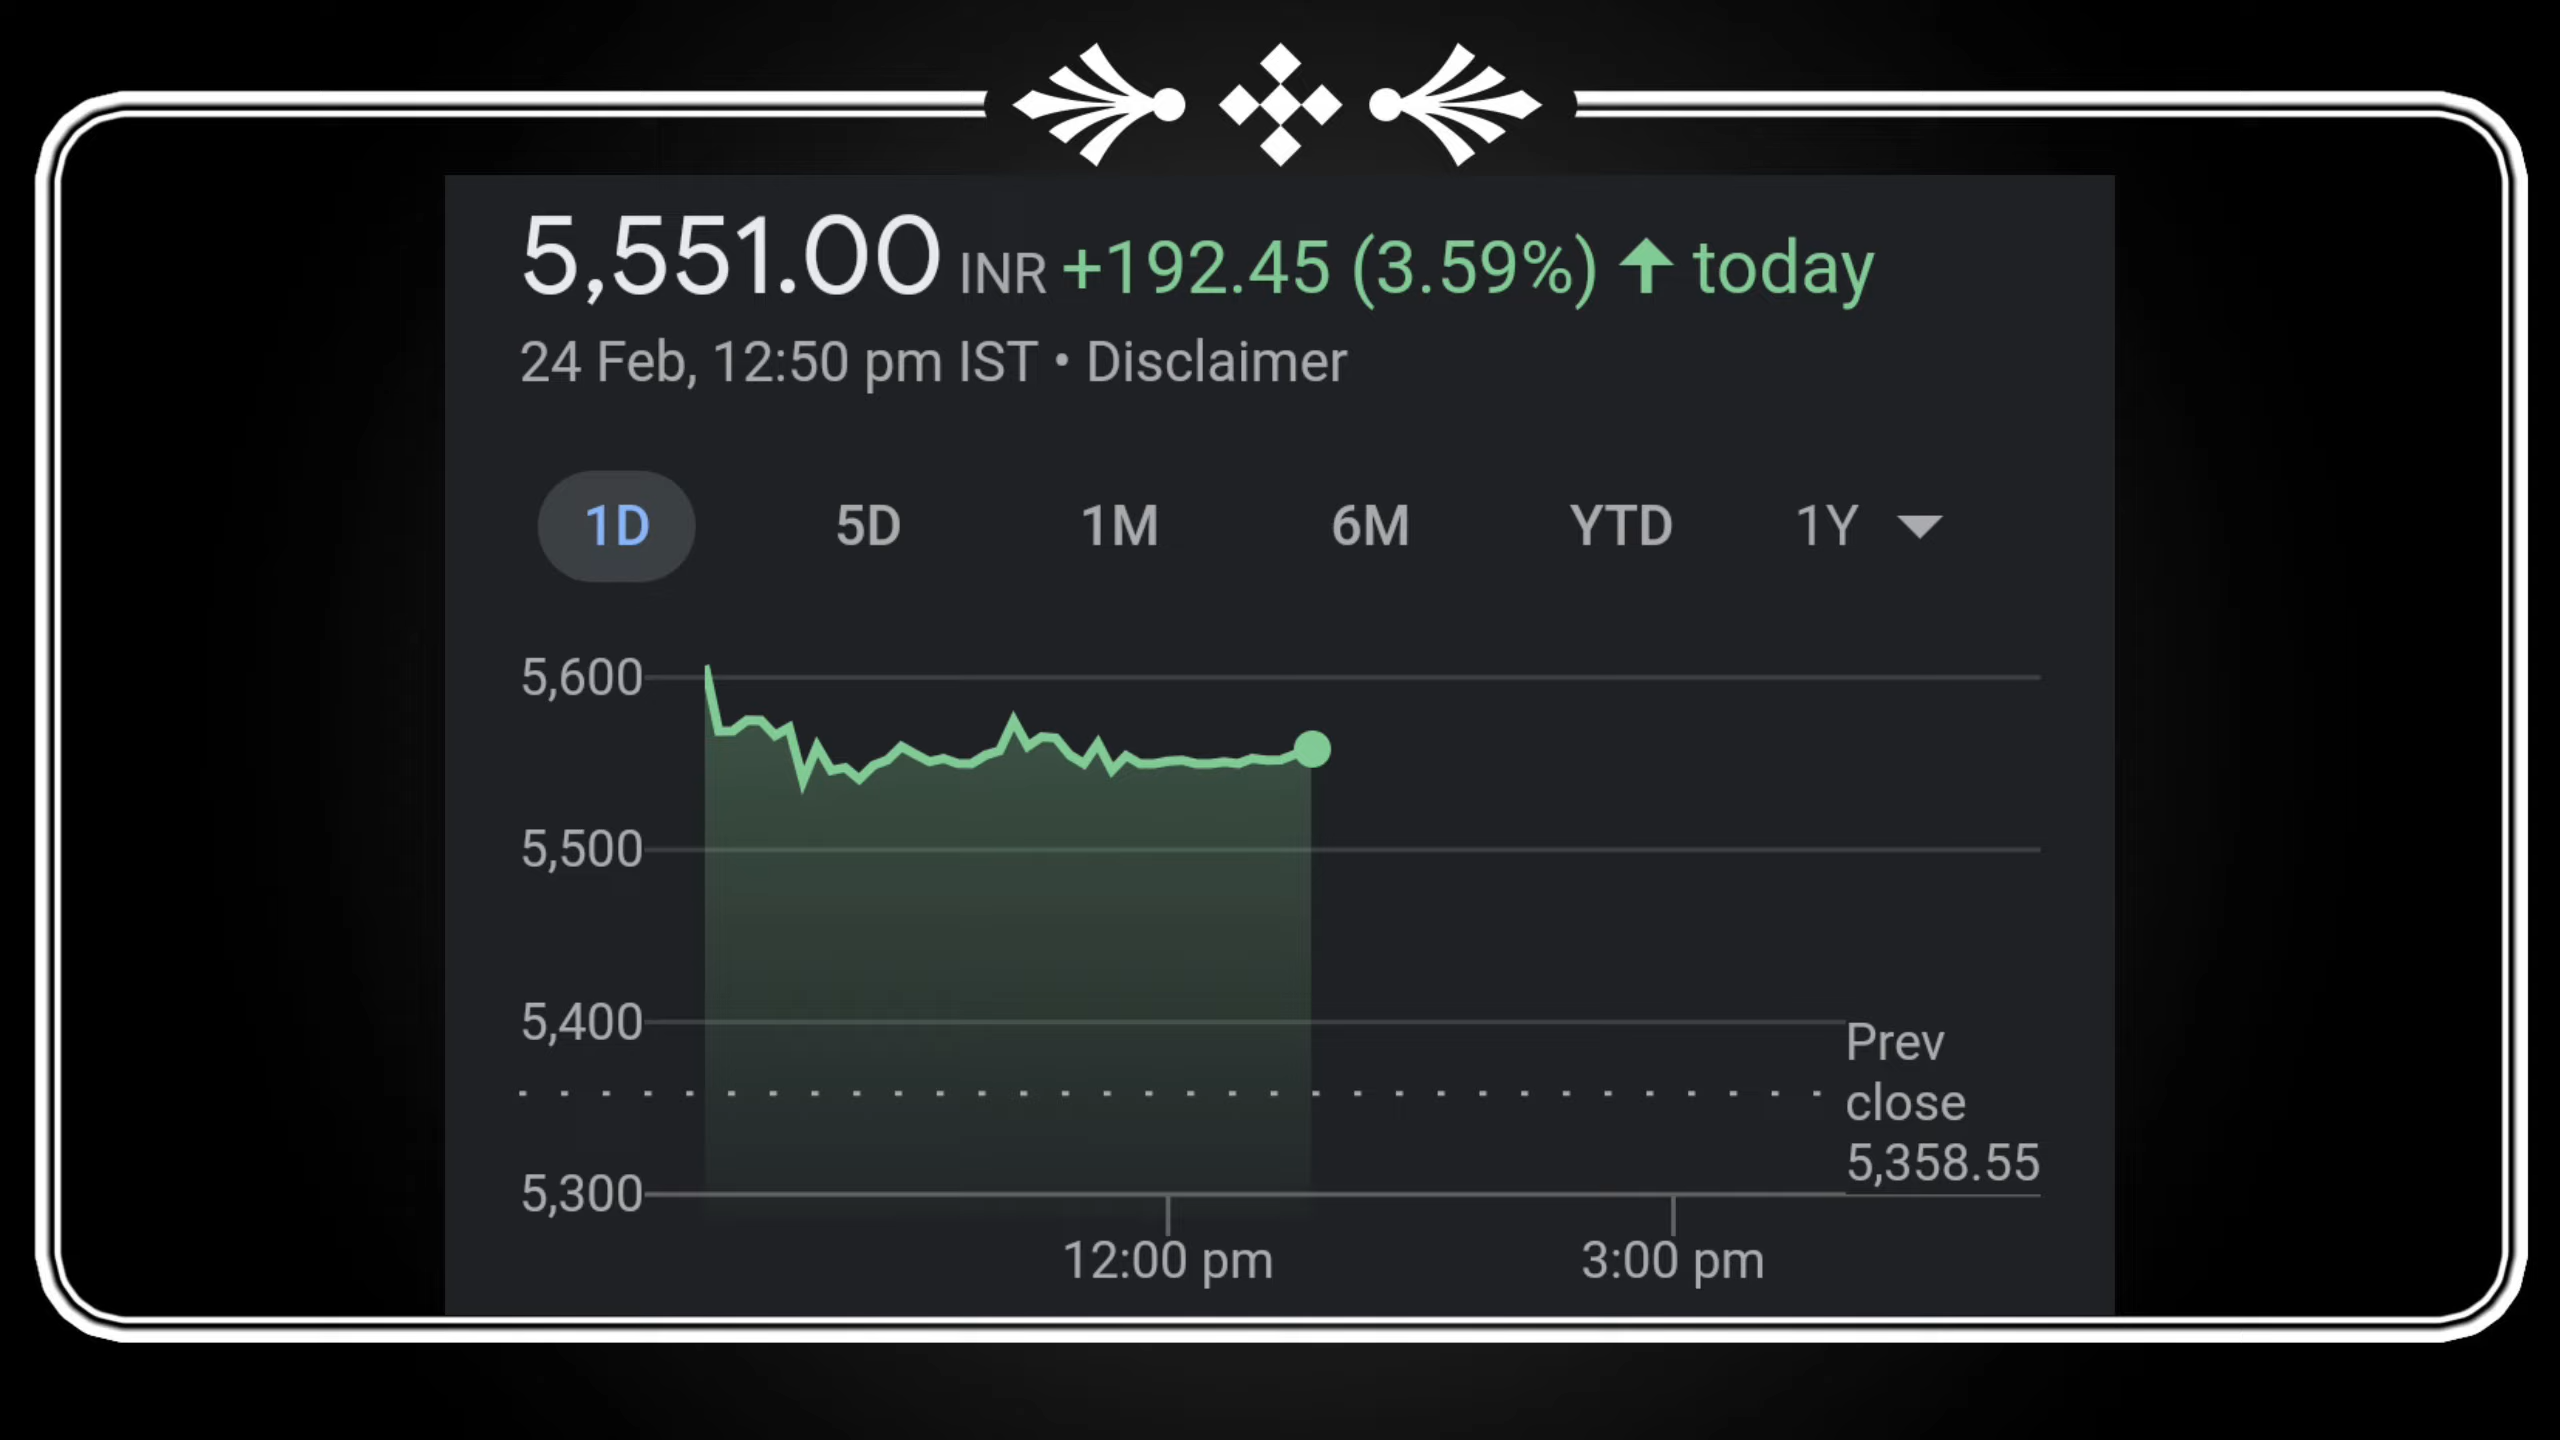 5,551.00 INR +192.45 (3.59%) ↑ today
24 Feb, 12:50 pm IST • Disclaimer
1D 5D 1M 6M YTD 1Y
5,600
5,500
5,400
5,300
Prev
close
5,358.55
12:00 pm 3:00 pm